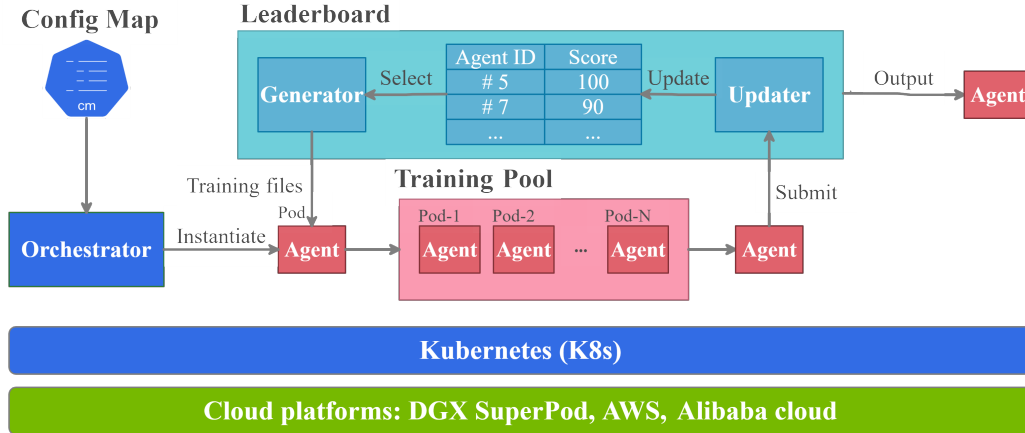 Config Map
cm
Leaderboard
Generator
Select
Agent ID Score
# 5 100
# 7 90
... ...
Update
Updater
Output
Agent
Training files
Training Pool
Submit
Orchestrator
Instantiate
Pod
Agent
Pod-1 Pod-2 Pod-N
Agent Agent ... Agent
Agent
Kubernetes (K8s)
Cloud platforms: DGX SuperPod, AWS, Alibaba cloud